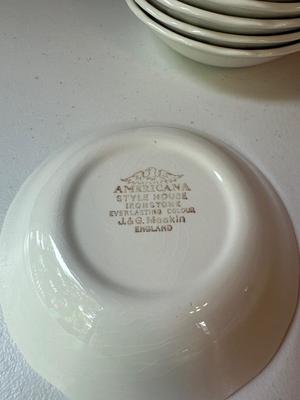 AMERICANA
STYLE HOUSE
IRONSTONE
EVERLASTING COLOUR
J.& G. Meakin
ENGLAND